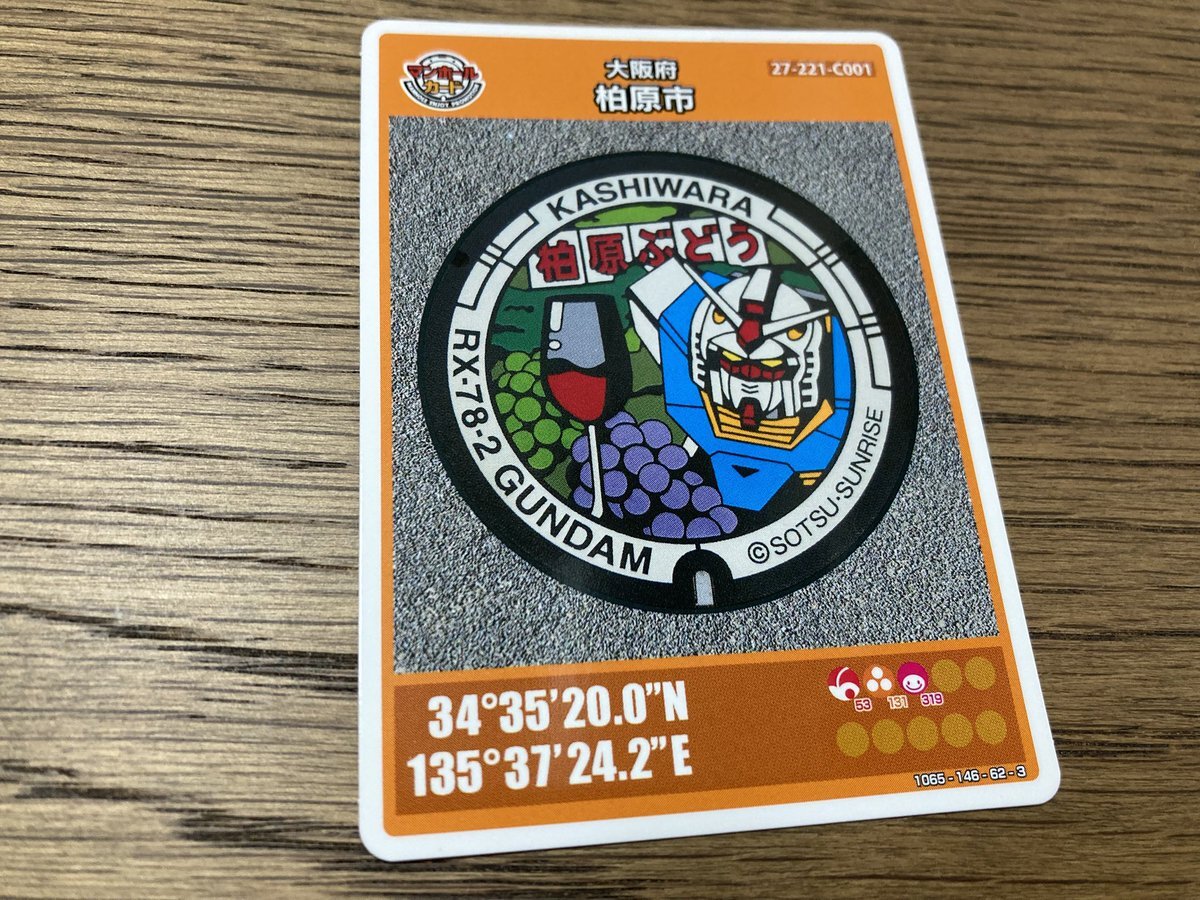 マンホール
カード
大阪府
柏原市
27-221-C001
KASHIWARA
柏原ぶどう
RX-78-2 GUNDAM
©SOTSU・SUNRISE
34°35'20.0"N
135°37'24.2"E
53
131
319
1065-146-62-3